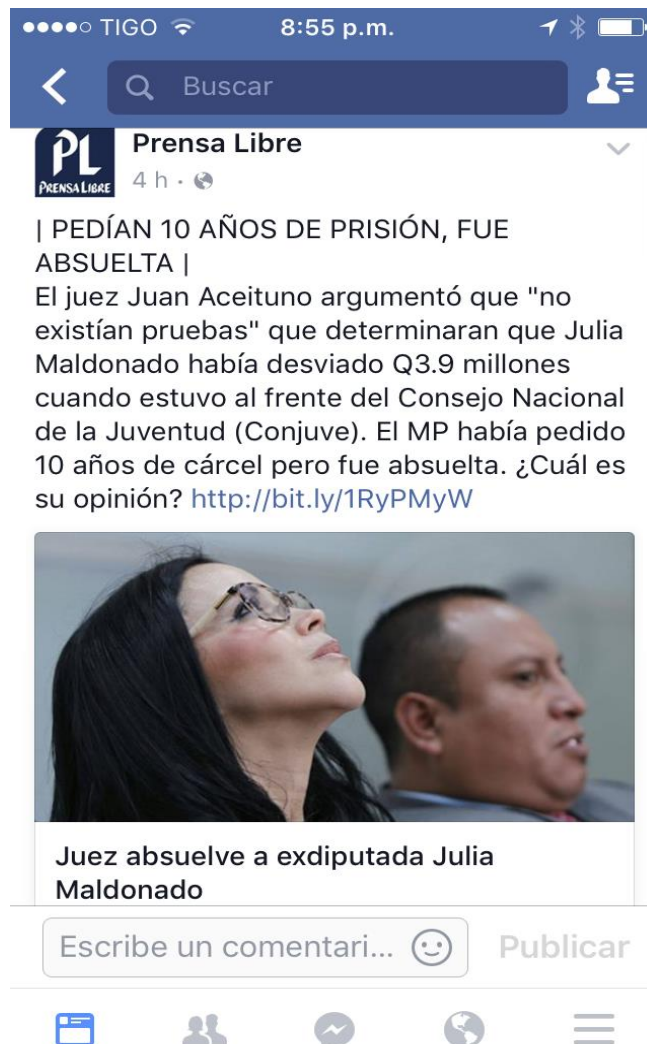 TIGO 8:55 p.m.
Buscar
PL
PRENSA LIBRE
Prensa Libre
4 h ·
| PEDÍAN 10 AÑOS DE PRISIÓN, FUE
ABSUELTA |
El juez Juan Aceituno argumentó que "no
existían pruebas" que determinaran que Julia
Maldonado había desviado Q3.9 millones
cuando estuvo al frente del Consejo Nacional
de la Juventud (Conjuve). El MP había pedido
10 años de cárcel pero fue absuelta. ¿Cuál es
su opinión? http://bit.ly/1RyPMyW
Juez absuelve a exdiputada Julia
Maldonado
Escribe un comentari... Publicar